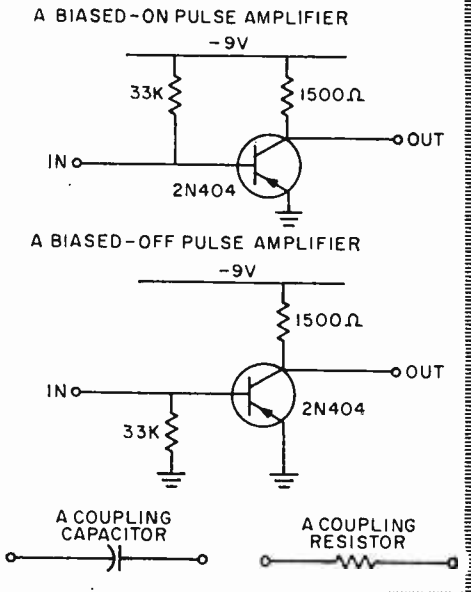 A BIASED-ON PULSE AMPLIFIER
-9V
33K
1500Ω
IN
OUT
2N404
A BIASED-OFF PULSE AMPLIFIER
-9V
1500Ω
IN
OUT
2N404
33K
A COUPLING
CAPACITOR
A COUPLING
RESISTOR